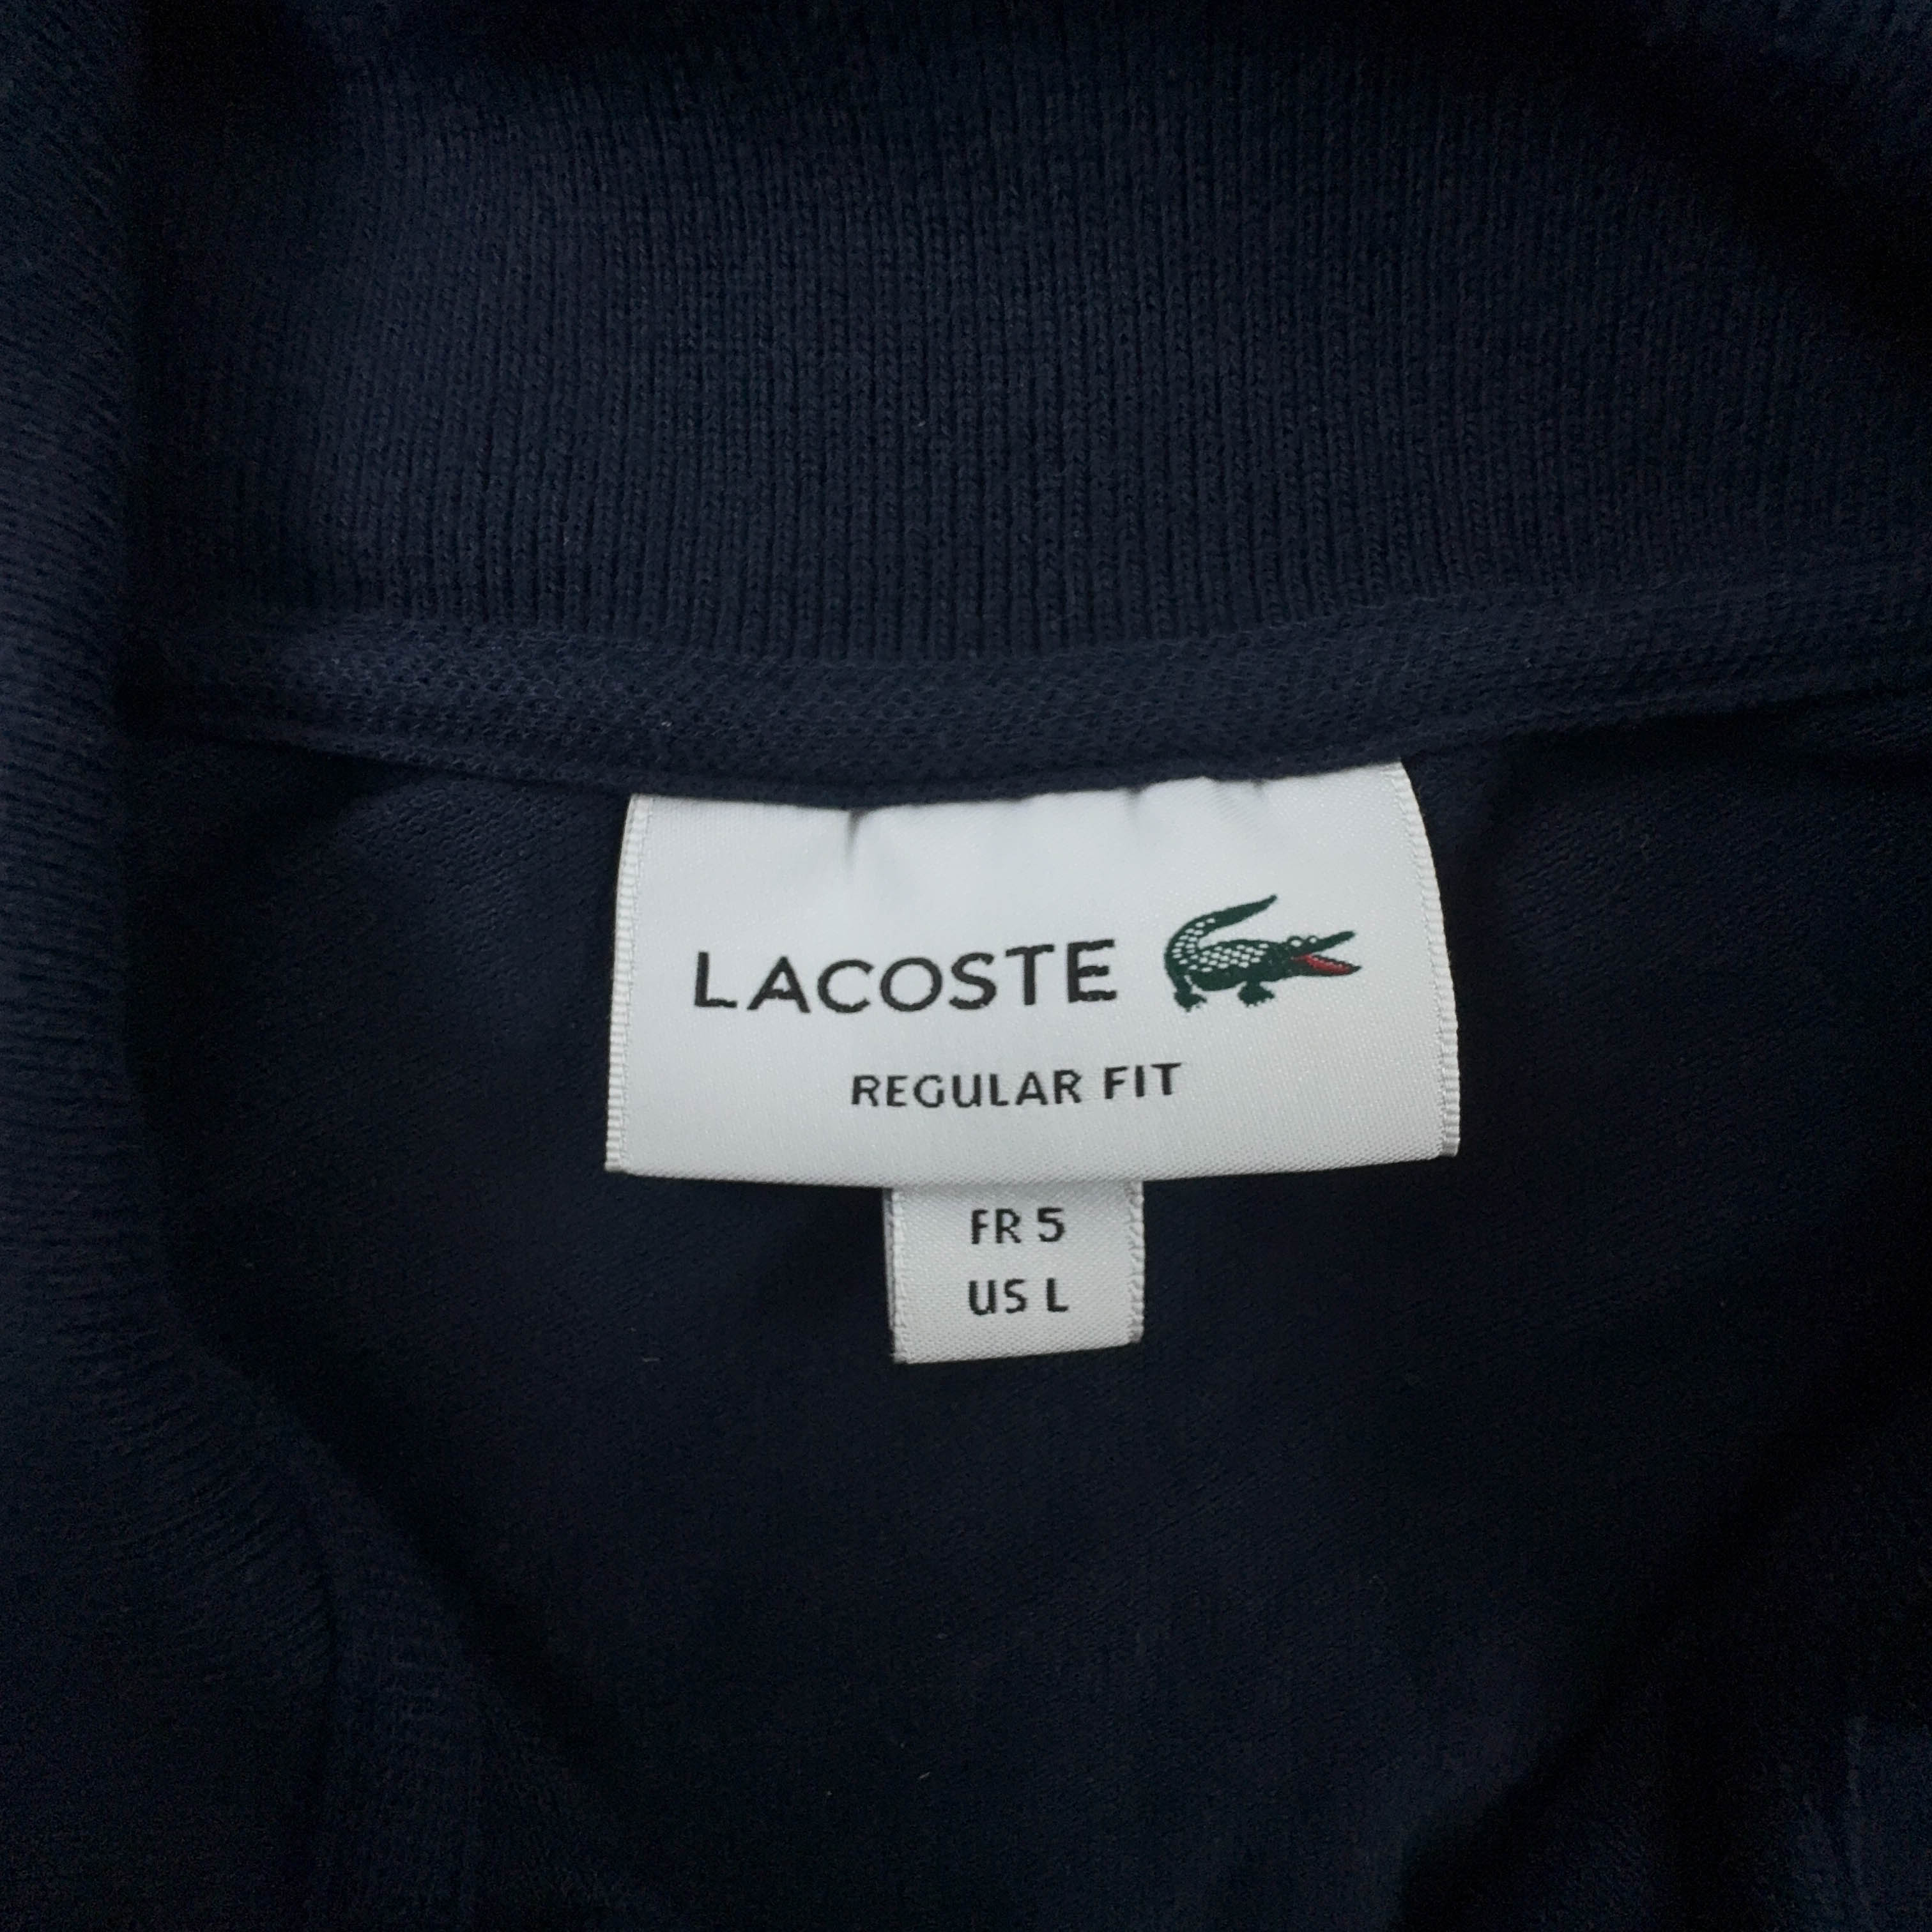 LACOSTE
REGULAR FIT
FR 5
US L